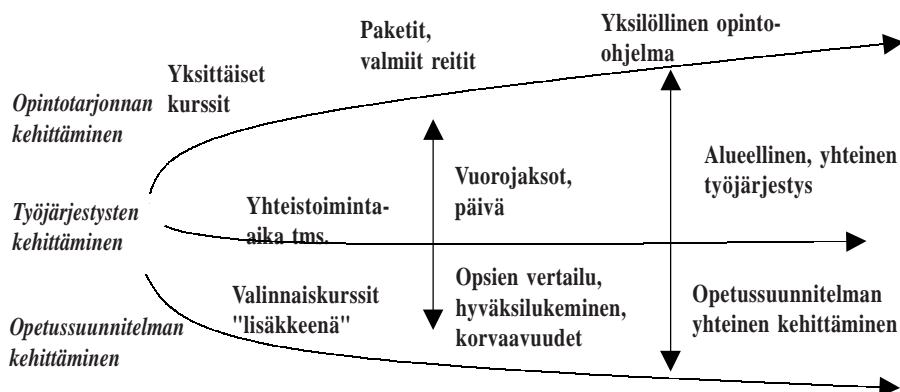 Yksilöllinen opinto-
ohjelma
Paketit,
valmiit reitit
Yksittäiset
kurssit
Opintotarjonnan
kehittäminen
Alueellinen, yhteinen
työjärjestys
Vuorojaksot,
päivä
Yhteistoiminta-
aika tms.
Työjärjestysten
kehittäminen
Opsien vertailu,
hyväksilukeminen,
korvaavuudet
Valinnaiskurssit
"lisäkkeenä"
Opetussuunnitelman
yhteinen kehittäminen
Opetussuunnitelman
kehittäminen